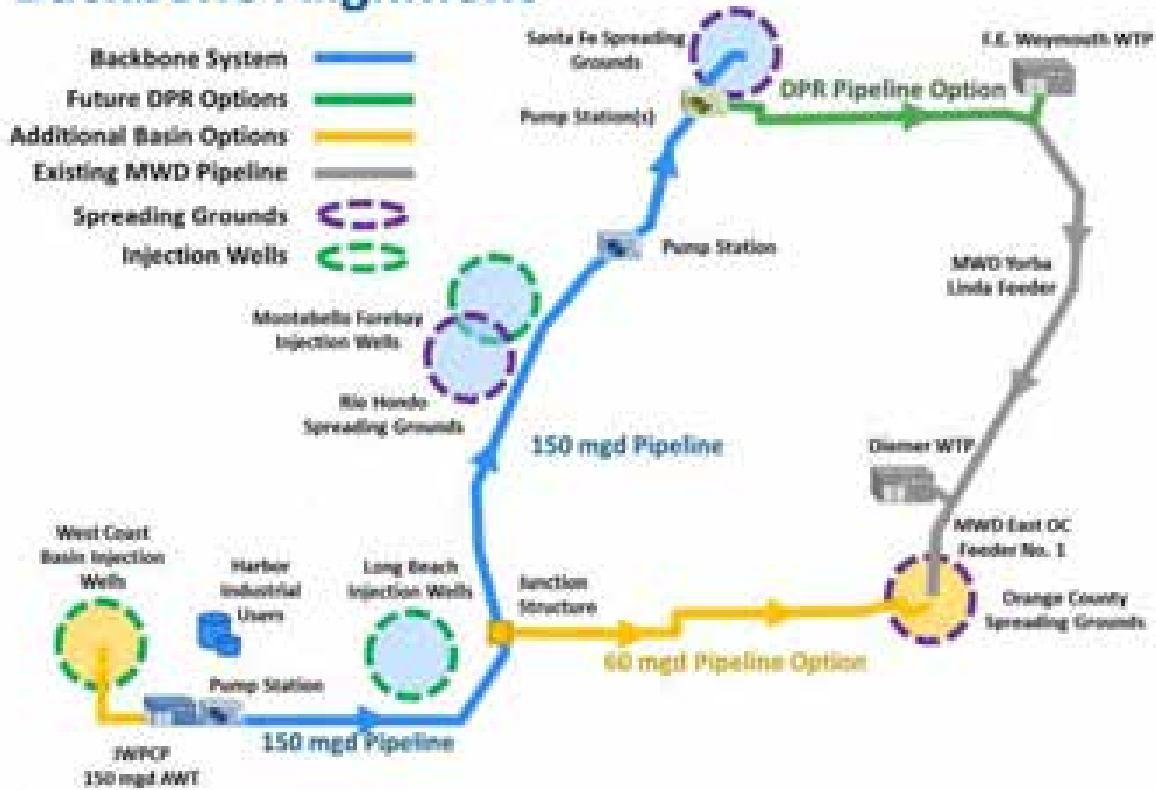 Backbone System
Future DPR Options
Additional Basin Options
Existing MWD Pipeline
Spreading Grounds
Injection Wells
Santa Fe Spreading
Grounds
F.E. Weymouth WTP
DPR Pipeline Option
Pump Station(s)
Pump Station
MWD Yorba
Linda Feeder
Montebello Forebay
Injection Wells
Rio Hondo
Spreading Grounds
150 mgd Pipeline
Diemer WTP
MWD East OC
Feeder No. 1
West Coast
Basin Injection
Wells
Harbor
Industrial
Users
Long Beach
Injection Wells
Junction
Structure
Orange County
Spreading Grounds
60 mgd Pipeline Option
Pump Station
150 mgd Pipeline
JWPCP
150 mgd AWT